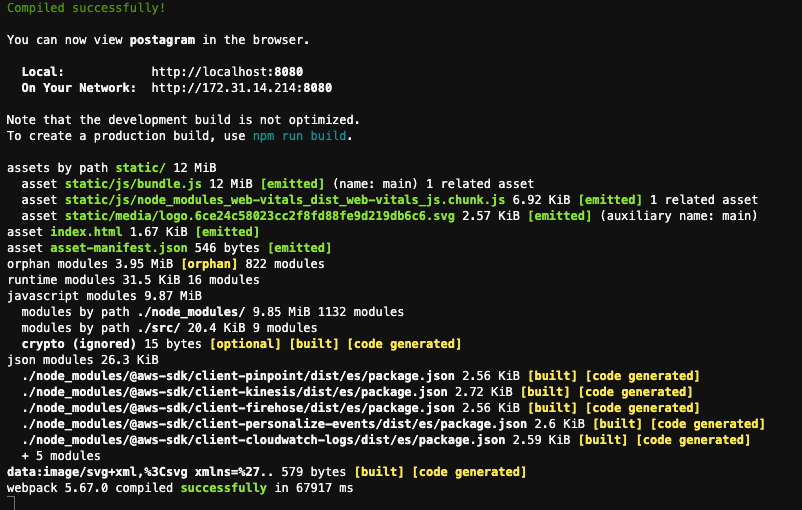 Compiled successfully!
You can now view postagram in the browser.
Local: http://localhost:8080
On Your Network: http://172.31.14.214:8080
Note that the development build is not optimized.
To create a production build, use npm run build.
assets by path static/ 12 MiB
asset static/js/bundle.js 12 MiB [emitted] (name: main) 1 related asset
asset static/js/node_modules_web-vitals_dist_web-vitals_js.chunk.js 6.92 KiB [emitted] 1 related asset
asset static/media/logo.6ce24c58023cc2f8fd88fe9d219db6c6.svg 2.57 KiB [emitted] (auxiliary name: main)
asset index.html 1.67 KiB [emitted]
asset asset-manifest.json 546 bytes [emitted]
orphan modules 3.95 MiB [orphan] 822 modules
runtime modules 31.5 KiB 16 modules
javascript modules 9.87 MiB
modules by path ./node_modules/ 9.85 MiB 1132 modules
modules by path ./src/ 20.4 KiB 9 modules
crypto (ignored) 15 bytes [optional] [built] [code generated]
json modules 26.3 KiB
./node_modules/@aws-sdk/client-pinpoint/dist/es/package.json 2.56 KiB [built] [code generated]
./node_modules/@aws-sdk/client-kinesis/dist/es/package.json 2.72 KiB [built] [code generated]
./node_modules/@aws-sdk/client-firehose/dist/es/package.json 2.56 KiB [built] [code generated]
./node_modules/@aws-sdk/client-personalize-events/dist/es/package.json 2.6 KiB [built] [code generated]
./node_modules/@aws-sdk/client-cloudwatch-logs/dist/es/package.json 2.59 KiB [built] [code generated]
+ 5 modules
data:image/svg+xml,%3Csvg xmlns=%27.. 579 bytes [built] [code generated]
webpack 5.67.0 compiled successfully in 67917 ms